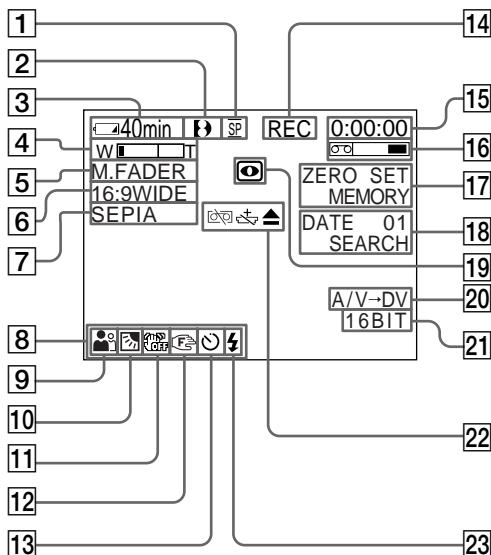 1
2
3
4
5
6
7
8
9
10
11
12
13
14
15
16
17
18
19
20
21
22
23
40min
SP
REC
0:00:00
W T
M.FADER
16:9WIDE
SEPIA
ZERO SET
MEMORY
DATE 01
SEARCH
A/V→DV
16BIT
OFF
F